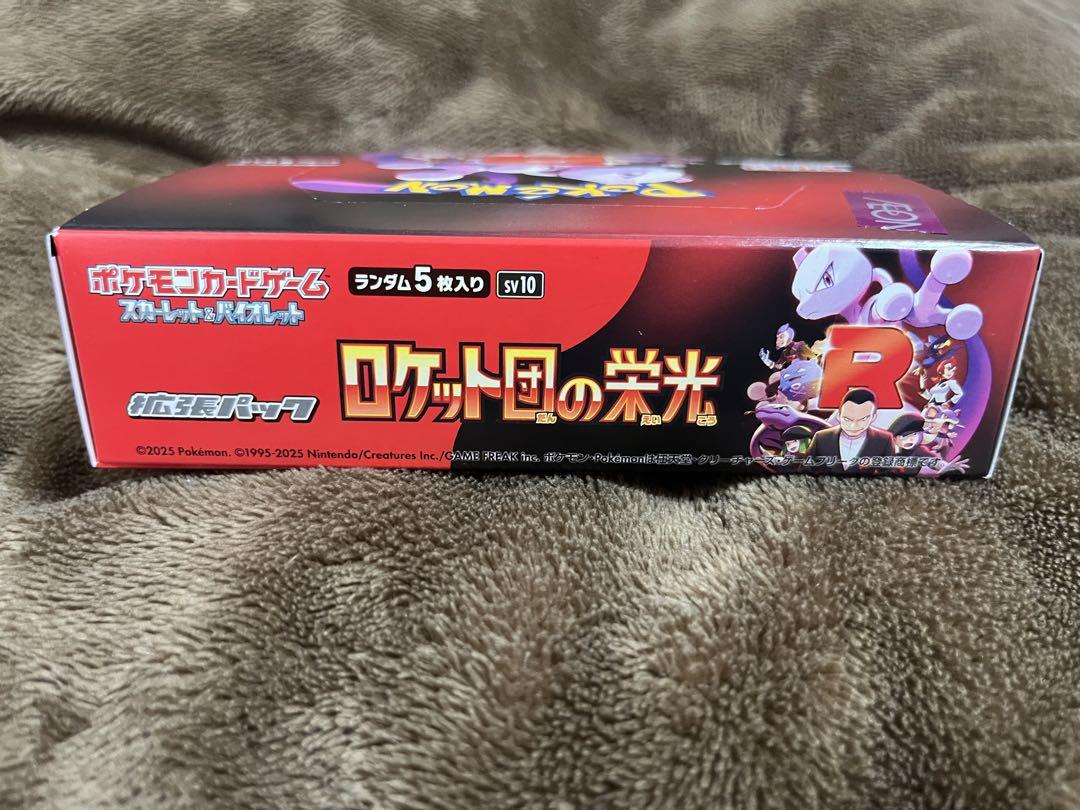 POKÉMON
ÆON
ポケモンカードゲーム™
スカーレット&バイオレット
ランダム5枚入り
SV10
拡張パック
ロケット団の栄光
だん えい こう
R
©2025 Pokémon. ©1995-2025 Nintendo/Creatures Inc./GAME FREAK inc. ポケモン・Pokémonは任天堂・クリーチャーズ・ゲームフリークの登録商標です。